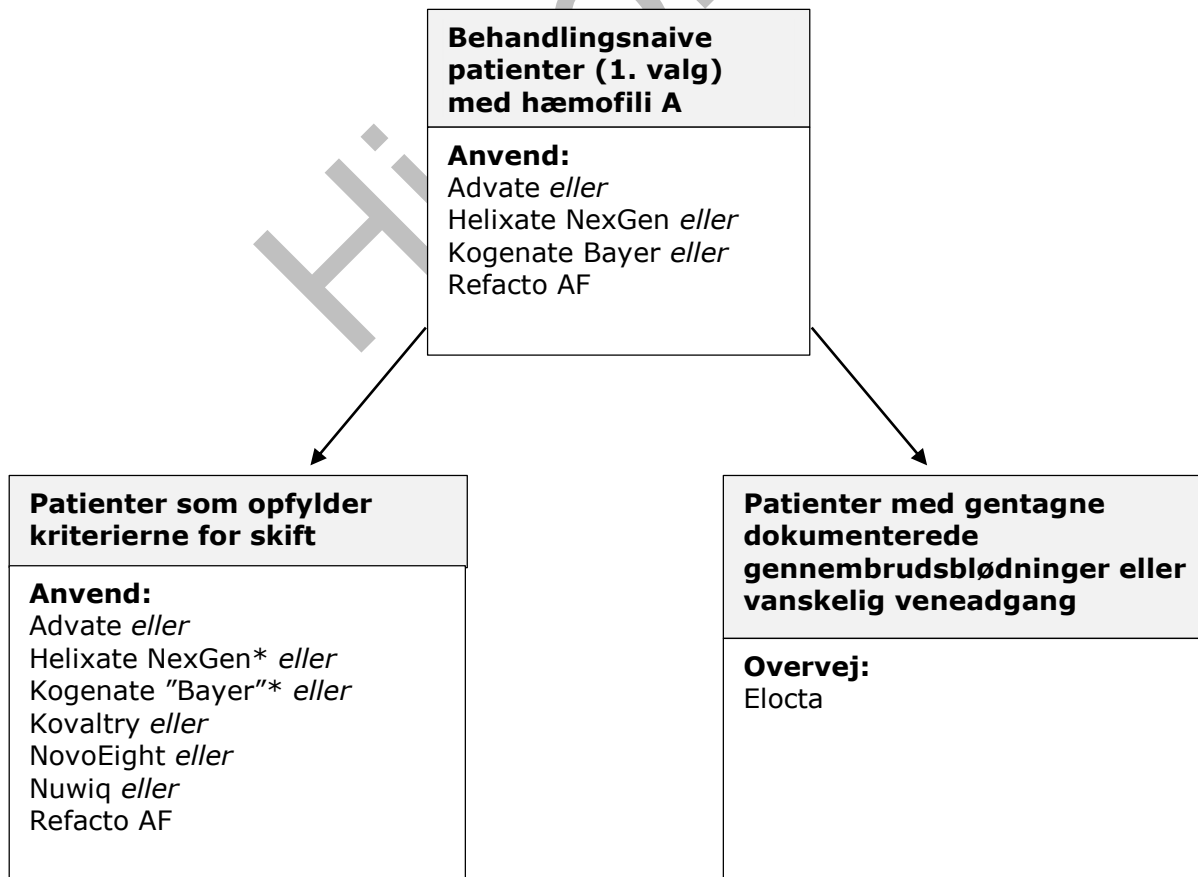 Behandlingsnaive
patienter (1. valg)
med hæmofili A
Anvend:
Advate eller
Helixate NexGen eller
Kogenate Bayer eller
Refacto AF
Patienter som opfylder
kriterierne for skift
Anvend:
Advate eller
Helixate NexGen* eller
Kogenate ”Bayer”* eller
Kovaltry eller
NovoEight eller
Nuwiq eller
Refacto AF
Patienter med gentagne
dokumenterede
gennembrudsblødninger eller
vanskelig veneadgang
Overvej:
Elocta